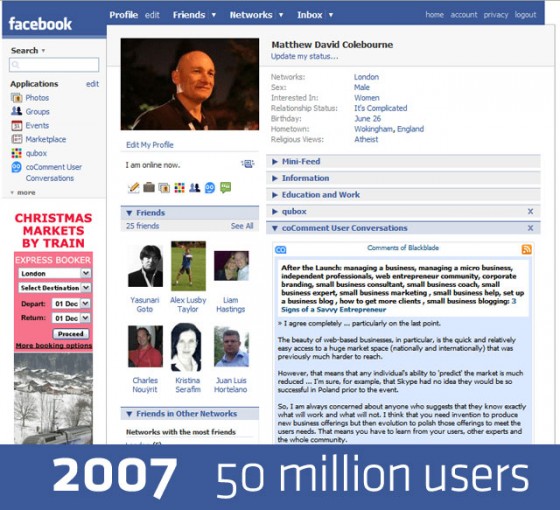 facebook
Profile edit Friends Networks Inbox home account privacy logout
Search
Applications edit
Photos
Groups
Events
Marketplace
qubox
coComment User
Conversations
more
CHRISTMAS
MARKETS
BY TRAIN
EXPRESS BOOKER
London
Select Destination
Depart: 01 Dec
Return: 01 Dec
Proceed
More booking options
Edit My Profile
I am online now.
Friends
25 friends See All
Yasunari
Goto
Alex Lusby
Taylor
Liam
Hastings
Charles
Nouÿrit
Kristina
Serafim
Juan Luis
Hortelano
Friends in Other Networks
Networks with the most friends
Matthew David Colebourne
Update my status...
Networks: London
Sex: Male
Interested In: Women
Relationship Status: It's Complicated
Birthday: June 26
Hometown: Wokingham, England
Religious Views: Atheist
Mini-Feed
Information
Education and Work
qubox X
coComment User Conversations X
co Comments of Blackblade
After the Launch: managing a business, managing a micro business,
independent professionals, web entrepreneur community, corporate
branding, small business consultant, small business coach, small
business expert, small business marketing , small business help, set up
a business blog , how to get more clients , small business blogging: 3
Signs of a Savvy Entrepreneur
» I agree completely ... particularly on the last point.
The beauty of web-based businesses, in particular, is the quick and relatively
easy access to a huge market space (nationally and internationally) that was
previously much harder to reach.
However, that means that any individual's ability to 'predict' the market is much
reduced ... I'm sure, for example, that Skype had no idea they would be so
successful in Poland prior to the event.
So, I am always concerned about anyone who suggests that they know exactly
what will work and what will not. I think that you need invention to produce
new business offerings but then evolution to polish those offerings to meet the
users needs. That means you have to learn from your users, other experts and
the whole community.
2007 50 million users